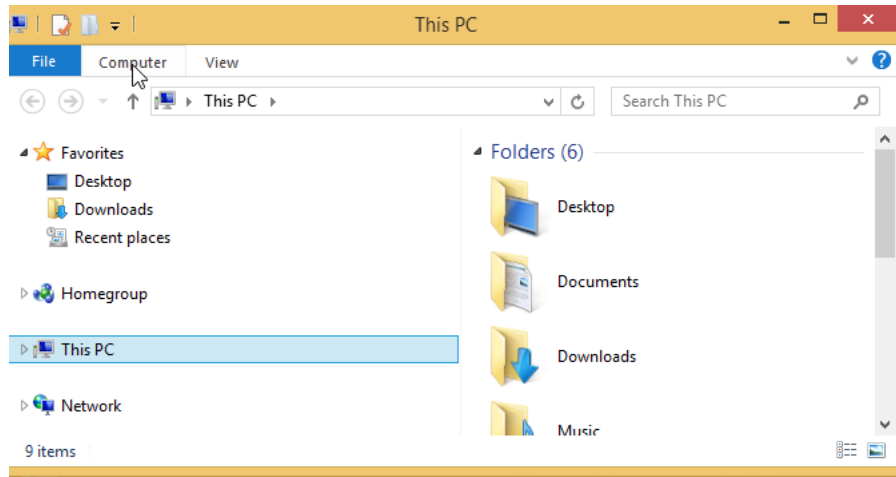 This PC
File Computer View
This PC
Search This PC
Favorites
Desktop
Downloads
Recent places
Homegroup
This PC
Network
Folders (6)
Desktop
Documents
Downloads
Music
9 items